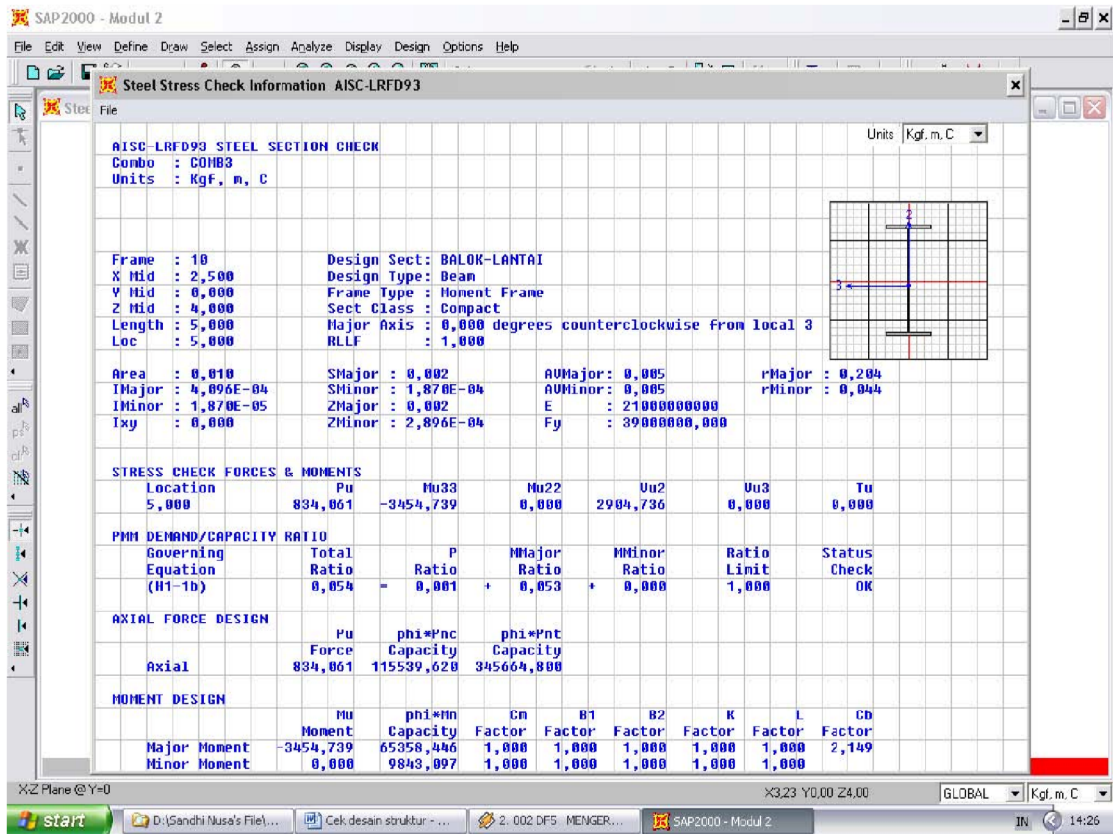 SAP2000 - Modul 2
File Edit View Define Draw Select Assign Analyze Display Design Options Help
Steel Stress Check Information AISC-LRFD93
Stee
File
Units Kgf, m, C
AISC-LRFD93 STEEL SECTION CHECK
Combo : COMB3
Units : Kgf, m, C
2
3
Frame : 10 Design Sect: BALOK-LANTAI
X Mid : 2,500 Design Type: Beam
Y Mid : 0,000 Frame Type : Moment Frame
Z Mid : 4,000 Sect Class : Compact
Length : 5,000 Major Axis : 0,000 degrees counterclockwise from local 3
Loc : 5,000 RLLF : 1,000
Area : 0,010 SMajor : 0,002 AVMajor: 0,005 rMajor : 0,204
IMajor : 4,096E-04 SMinor : 1,870E-04 AVMinor: 0,005 rMinor : 0,044
IMinor : 1,870E-05 ZMajor : 0,002 E : 21000000000
Ixy : 0,000 ZMinor : 2,896E-04 Fy : 39000000,000
STRESS CHECK FORCES & MOMENTS
Location Pu Mu33 Mu22 Vu2 Vu3 Tu
5,000 834,061 -3454,739 0,000 2904,736 0,000 0,000
PMM DEMAND/CAPACITY RATIO
Governing Total P MMajor MMinor Ratio Status
Equation Ratio Ratio Ratio Ratio Limit Check
(H1-1b) 0,054 = 0,001 + 0,053 + 0,000 1,000 OK
AXIAL FORCE DESIGN
Pu phi*Pnc phi*Pnt
Force Capacity Capacity
Axial 834,061 115539,620 345664,800
MOMENT DESIGN
Mu phi*Mn Cm B1 B2 K L Cb
Moment Capacity Factor Factor Factor Factor Factor Factor
Major Moment -3454,739 65358,446 1,000 1,000 1,000 1,000 1,000 2,149
Minor Moment 0,000 9843,097 1,000 1,000 1,000 1,000 1,000
X-Z Plane @ Y=0
X3,23 Y0,00 Z4,00
GLOBAL
Kgf, m, C
start
D:\Sandhi Nusa's File\...
Cek desain struktur - ...
2. 002 DF5 MENGER...
SAP2000 - Modul 2
IN
14:26